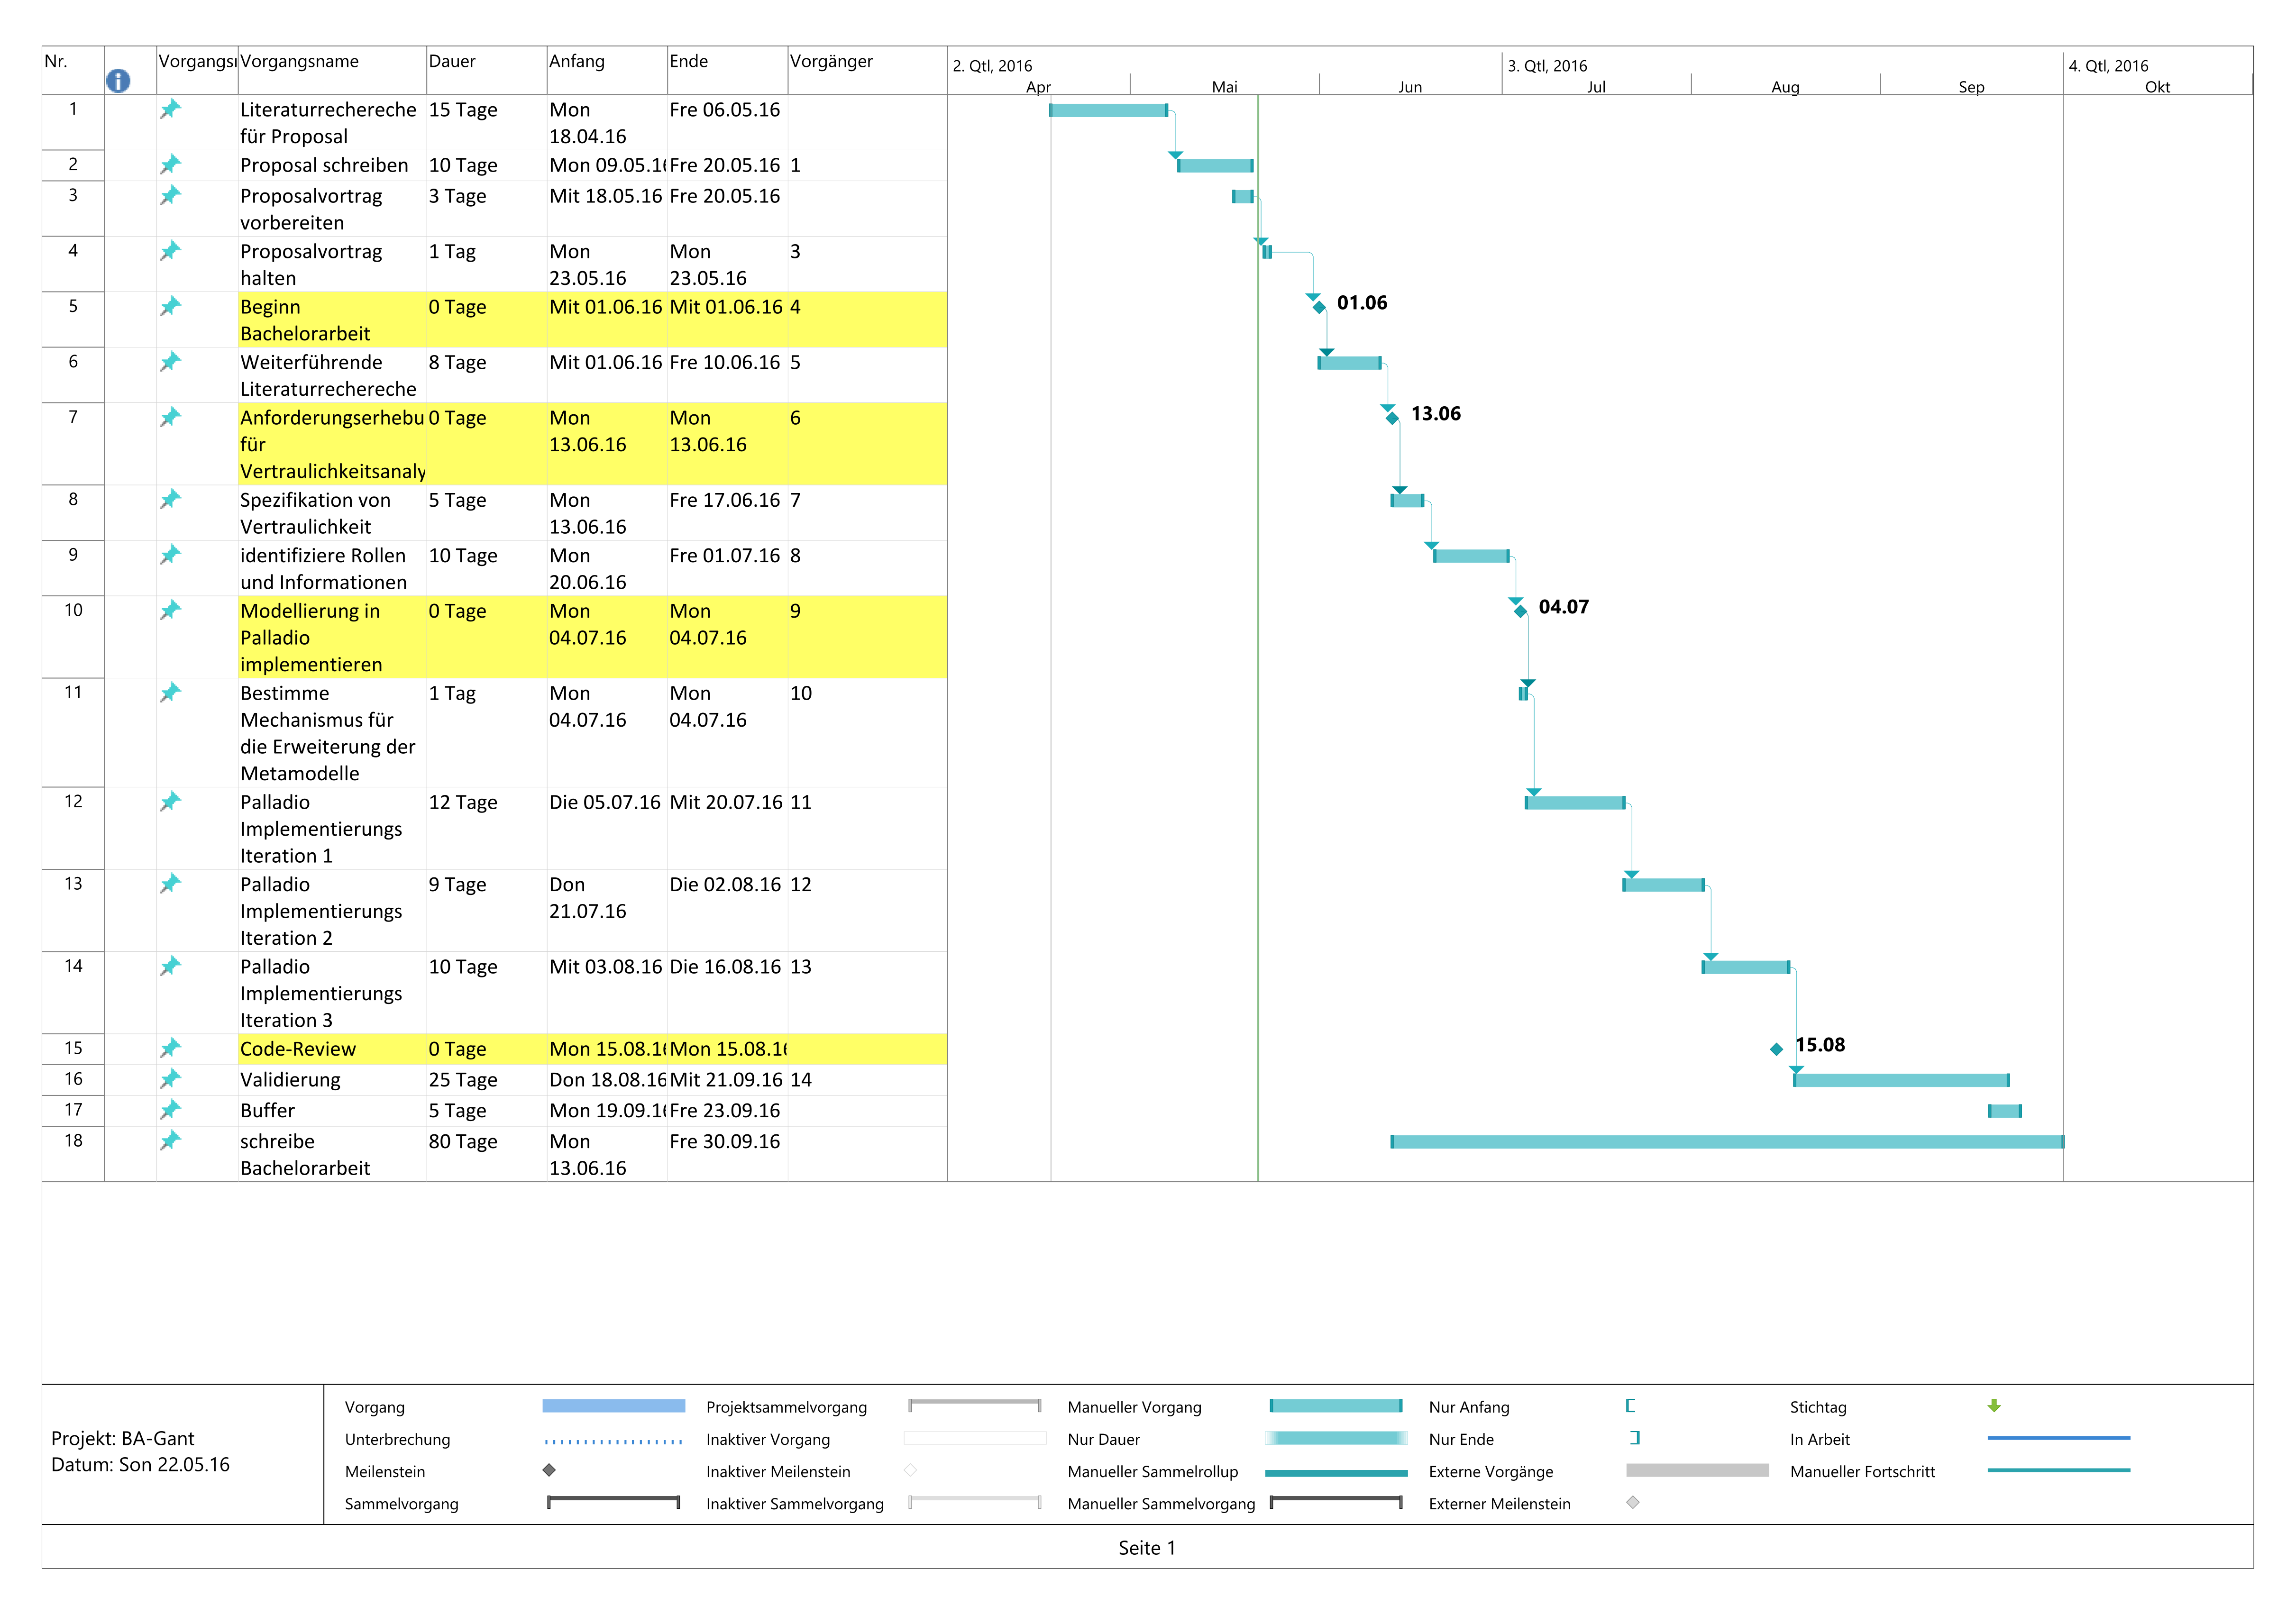 Nr. Vorgangsı Vorgangsname Dauer Anfang Ende Vorgänger
2. Qtl, 2016 3. Qtl, 2016 4. Qtl, 2016
Apr Mai Jun Jul Aug Sep Okt
1 Literaturrechereche 15 Tage Mon Fre 06.05.16
für Proposal 18.04.16
2 Proposal schreiben 10 Tage Mon 09.05.16 Fre 20.05.16 1
3 Proposalvortrag 3 Tage Mit 18.05.16 Fre 20.05.16
vorbereiten
4 Proposalvortrag 1 Tag Mon Mon 3
halten 23.05.16 23.05.16
5 Beginn 0 Tage Mit 01.06.16 Mit 01.06.16 4 01.06
Bachelorarbeit
6 Weiterführende 8 Tage Mit 01.06.16 Fre 10.06.16 5
Literaturrechereche
7 Anforderungserhebu 0 Tage Mon Mon 6 13.06
für 13.06.16 13.06.16
Vertraulichkeitsanaly
8 Spezifikation von 5 Tage Mon Fre 17.06.16 7
Vertraulichkeit 13.06.16
9 identifiziere Rollen 10 Tage Mon Fre 01.07.16 8
und Informationen 20.06.16
10 Modellierung in 0 Tage Mon Mon 9 04.07
Palladio 04.07.16 04.07.16
implementieren
11 Bestimme 1 Tag Mon Mon 10
Mechanismus für 04.07.16 04.07.16
die Erweiterung der
Metamodelle
12 Palladio 12 Tage Die 05.07.16 Mit 20.07.16 11
Implementierungs
Iteration 1
13 Palladio 9 Tage Don Die 02.08.16 12
Implementierungs 21.07.16
Iteration 2
14 Palladio 10 Tage Mit 03.08.16 Die 16.08.16 13
Implementierungs
Iteration 3
15 Code-Review 0 Tage Mon 15.08.16 Mon 15.08.16 15.08
16 Validierung 25 Tage Don 18.08.16 Mit 21.09.16 14
17 Buffer 5 Tage Mon 19.09.16 Fre 23.09.16
18 schreibe 80 Tage Mon Fre 30.09.16
Bachelorarbeit 13.06.16
Projekt: BA-Gant
Datum: Son 22.05.16
Vorgang Projektsammelvorgang Manueller Vorgang Nur Anfang Stichtag
Unterbrechung Inaktiver Vorgang Nur Dauer Nur Ende In Arbeit
Meilenstein Inaktiver Meilenstein Manueller Sammelrollup Externe Vorgänge Manueller Fortschritt
Sammelvorgang Inaktiver Sammelvorgang Manueller Sammelvorgang Externer Meilenstein
Seite 1